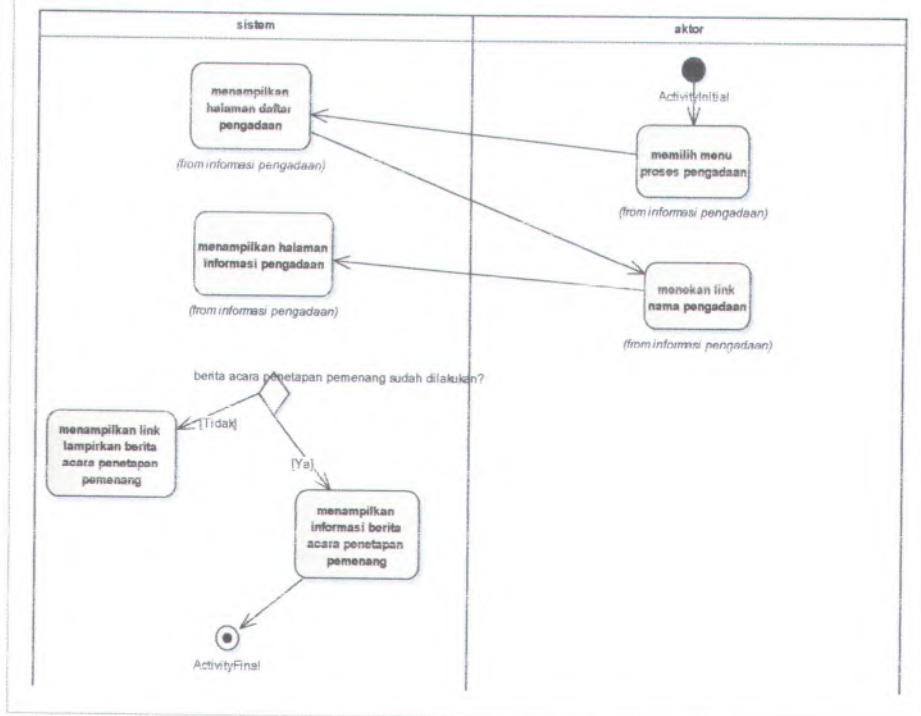 sistem
aktor
ActivityInitial
menampilkan
halaman daftar
pengadaan
(from informasi pengadaan)
memilih menu
proses pengadaan
(from informasi pengadaan)
menampilkan halaman
informasi pengadaan
(from informasi pengadaan)
menekan link
nama pengadaan
(from informasi pengadaan)
berita acara penetapan pemenang sudah dilakukan?
[Tidak]
menampilkan link
lampirkan berita
acara penetapan
pemenang
[Ya]
menampilkan
informasi berita
acara penetapan
pemenang
ActivityFinal